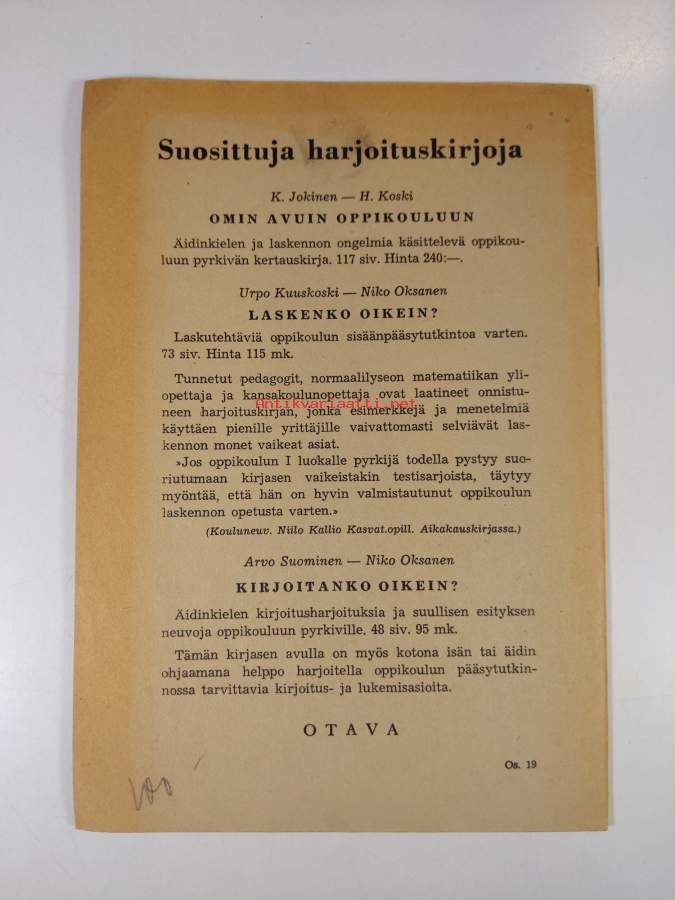 Suosittuja harjoituskirjoja
K. Jokinen — H. Koski
OMIN AVUIN OPPIKOULUUN
Äidinkielen ja laskennon ongelmia käsittelevä oppikou-
luun pyrkivän kertauskirja. 117 siv. Hinta 240:—.
Urpo Kuuskoski — Niko Oksanen
LASKENKO OIKEIN?
Laskutehtäviä oppikoulun sisäänpääsytutkintoa varten.
73 siv. Hinta 115 mk.
Tunnetut pedagogit, normaalilyseon matematiikan yli-
opettaja ja kansakoulunopettaja ovat laatineet onnistu-
Antikvariaatti.net
neen harjoituskirjan, jonka esimerkkejä ja menetelmiä
käyttäen pienille yrittäjille vaivattomasti selviävät las-
kennon monet vaikeat asiat.
»Jos oppikoulun I luokalle pyrkijä todella pystyy suo-
riutumaan kirjasen vaikeistakin testisarjoista, täytyy
myöntää, että hän on hyvin valmistautunut oppikoulun
laskennon opetusta varten.»
(Kouluneuv. Niilo Kallio Kasvat.opill. Aikakauskirjassa.)
Arvo Suominen — Niko Oksanen
KIRJOITANKO OIKEIN?
Äidinkielen kirjoitusharjoituksia ja suullisen esityksen
neuvoja oppikouluun pyrkiville. 48 siv. 95 mk.
Tämän kirjasen avulla on myös kotona isän tai äidin
ohjaamana helppo harjoitella oppikoulun pääsytutkin-
nossa tarvittavia kirjoitus- ja lukemisasioita.
OTAVA
Os. 19
100